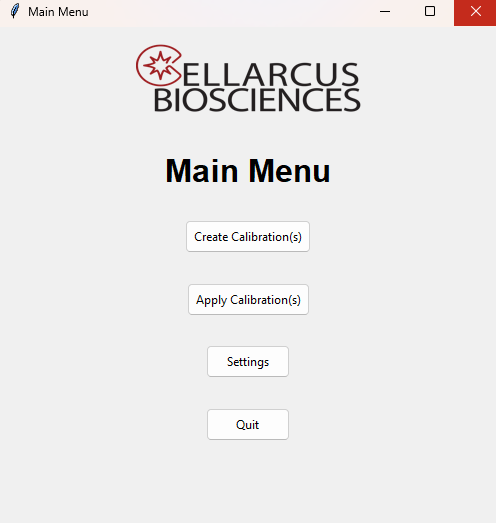 Main Menu
CELLARCUS
BIOSCIENCES
Main Menu
Create Calibration(s)
Apply Calibration(s)
Settings
Quit